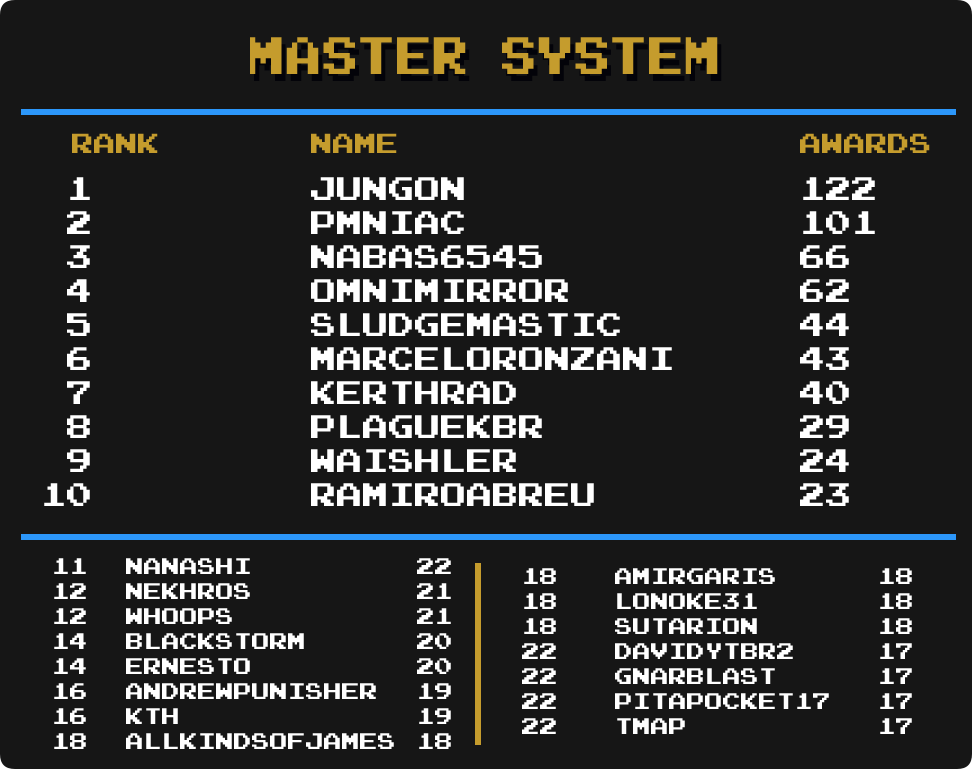 MASTER SYSTEM
RANK NAME AWARDS
1 JUNGON 122
2 PMNIAC 101
3 NABAS6545 66
4 OMNIMIRROR 62
5 SLUDGEMASTIC 44
6 MARCELORONZANI 43
7 KERTHRAD 40
8 PLAGUEKBR 29
9 WAISHLER 24
10 RAMIROABREU 23
11 NANASHI 22
12 NEKHROS 21
12 WHOOPS 21
14 BLACKSTORM 20
14 ERNESTO 20
16 ANDREWPUNISHER 19
16 KTH 19
18 ALLKINDSOFJAMES 18
18 AMIRGARIS 18
18 LONOKE31 18
18 SUTARION 18
22 DAVIDYTBR2 17
22 GNARBLAST 17
22 PITAPOCKET17 17
22 TMAP 17